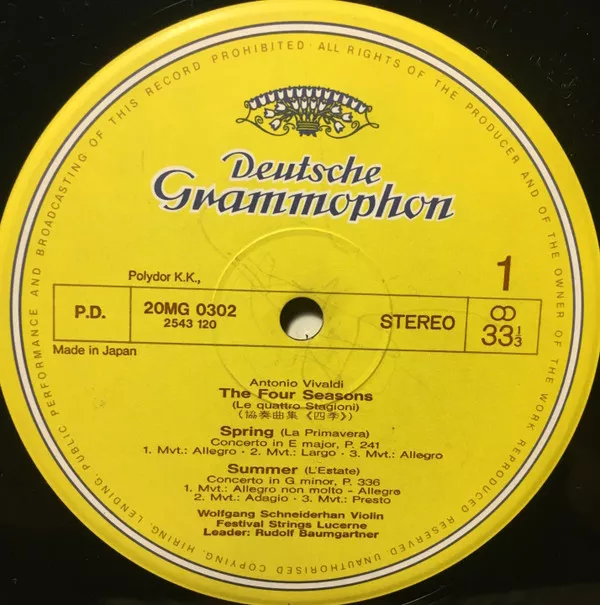 ALL RIGHTS OF THE PRODUCER AND OF THE OWNER OF THE WORK REPRODUCED RESERVED. UNAUTHORISED COPYING, HIRING, LENDING, PUBLIC PERFORMANCE AND BROADCASTING OF THIS RECORD PROHIBITED ·
Deutsche
Grammophon
Polydor K.K.,
1
P.D.
20MG 0302
2543 120
STEREO
33 1/3
Made in Japan
Antonio Vivaldi
The Four Seasons
(Le quattro Stagioni)
(協奏曲集《四季》)
Spring (La Primavera)
Concerto in E major, P. 241
1. Mvt.: Allegro · 2. Mvt.: Largo · 3. Mvt.: Allegro
Summer (L'Estate)
Concerto in G minor, P. 336
1. Mvt.: Allegro non molto - Allegro
2. Mvt.: Adagio · 3. Mvt.: Presto
Wolfgang Schneiderhan Violin
Festival Strings Lucerne
Leader: Rudolf Baumgartner